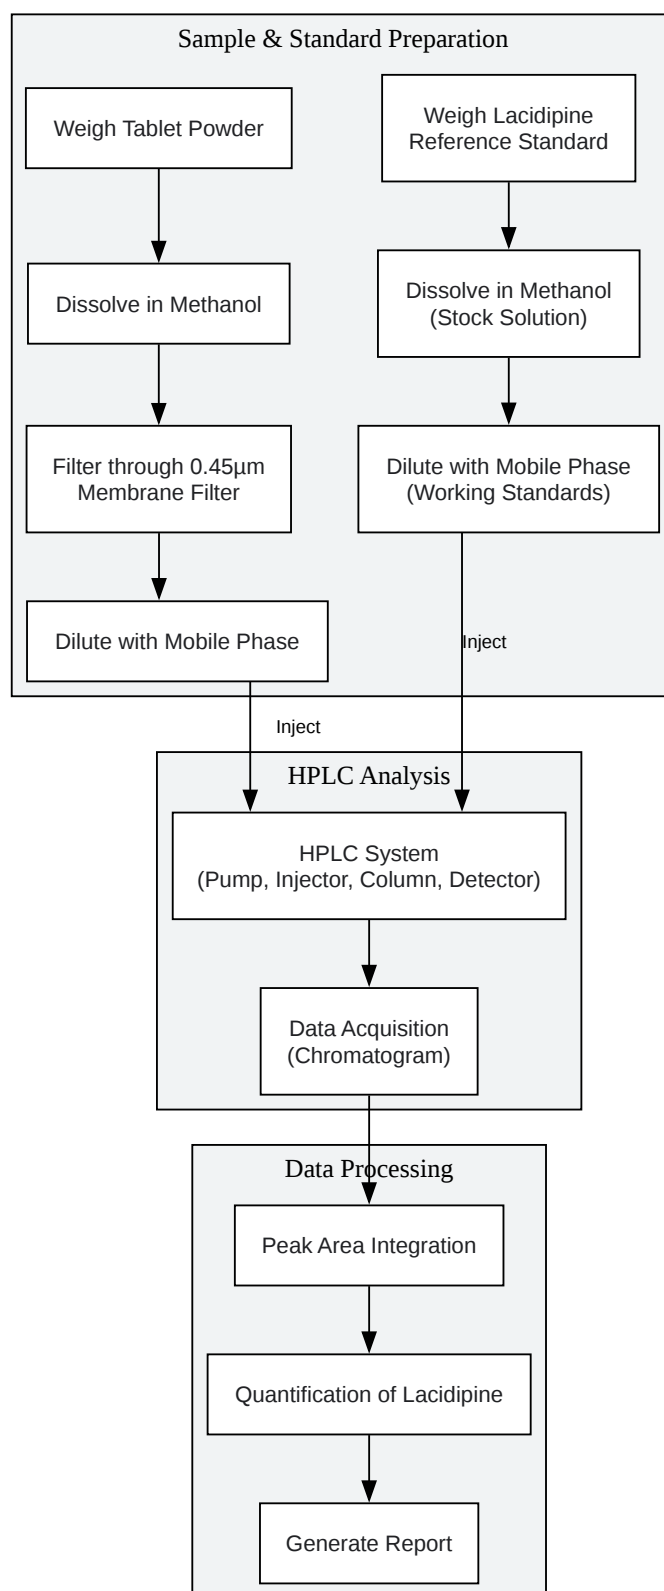 Sample & Standard Preparation
Weigh Tablet Powder
Weigh Lacidipine
Reference Standard
Dissolve in Methanol
Dissolve in Methanol
(Stock Solution)
Filter through 0.45µm
Membrane Filter
Dilute with Mobile Phase
(Working Standards)
Dilute with Mobile Phase
Inject
Inject
HPLC Analysis
HPLC System
(Pump, Injector, Column, Detector)
Data Acquisition
(Chromatogram)
Data Processing
Peak Area Integration
Quantification of Lacidipine
Generate Report